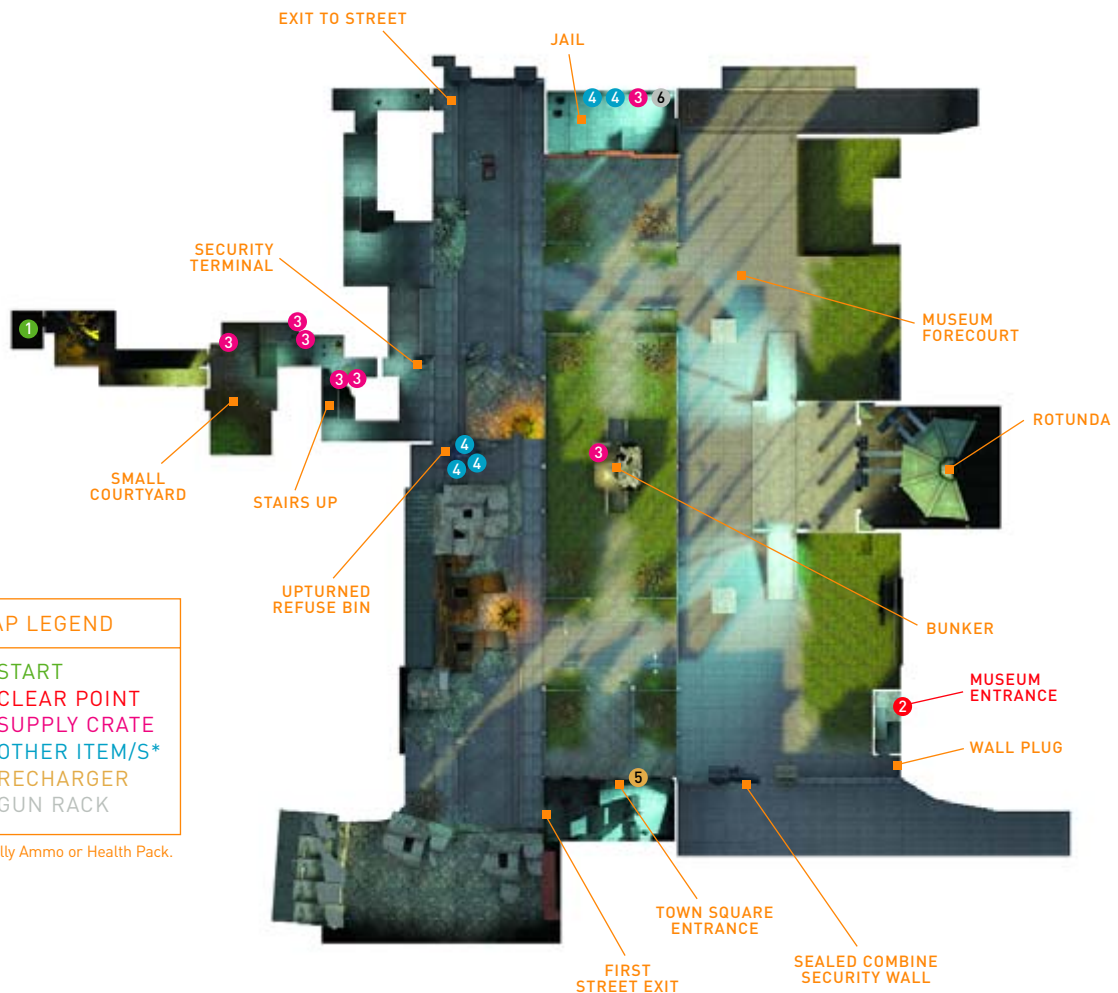 EXIT TO STREET
JAIL
4 4 3 6
SECURITY
TERMINAL
1
3
3
3
3 3
MUSEUM
FORECOURT
ROTUNDA
4
4 4
3
SMALL
COURTYARD
STAIRS UP
UPTURNED
REFUSE BIN
BUNKER
AP LEGEND
START
CLEAR POINT
SUPPLY CRATE
OTHER ITEM/S*
RECHARGER
GUN RACK
lly Ammo or Health Pack.
MUSEUM
ENTRANCE
2
WALL PLUG
5
TOWN SQUARE
ENTRANCE
FIRST
STREET EXIT
SEALED COMBINE
SECURITY WALL